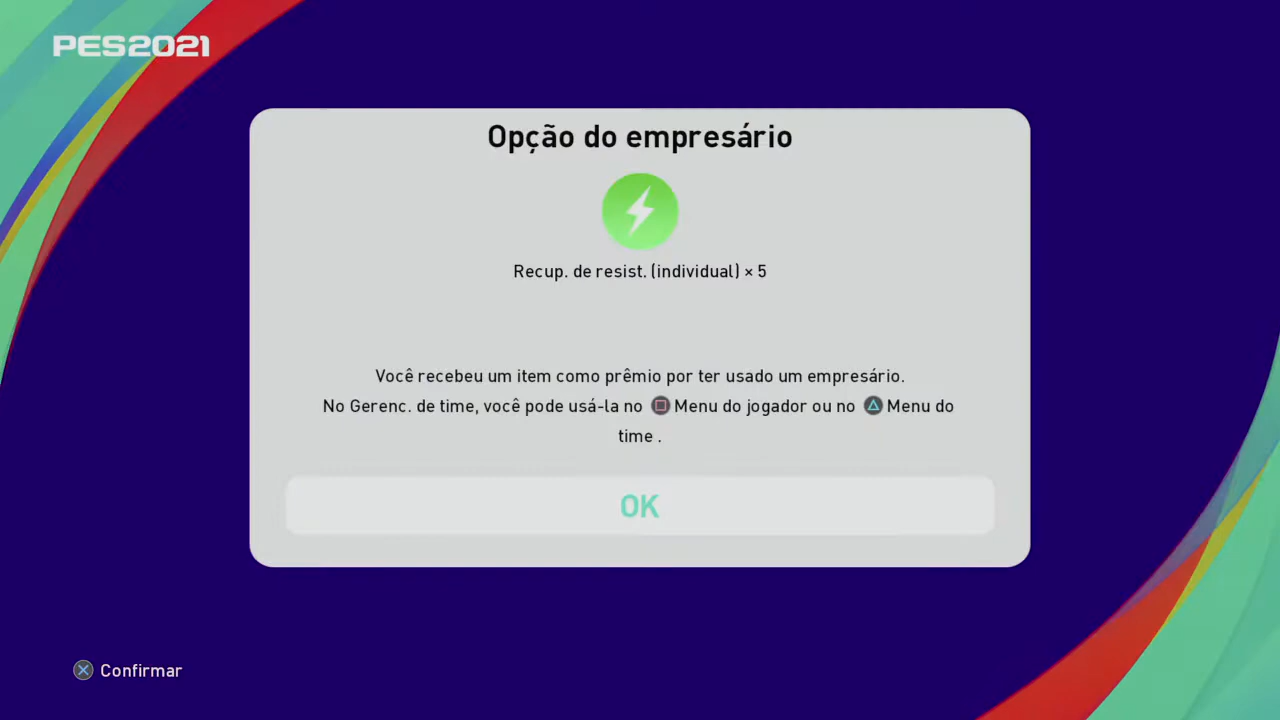 PES2021
Opção do empresário
Recup. de resist. (individual) × 5
Você recebeu um item como prêmio por ter usado um empresário.
No Gerenc. de time, você pode usá-la no Menu do jogador ou no Menu do
time .
OK
Confirmar